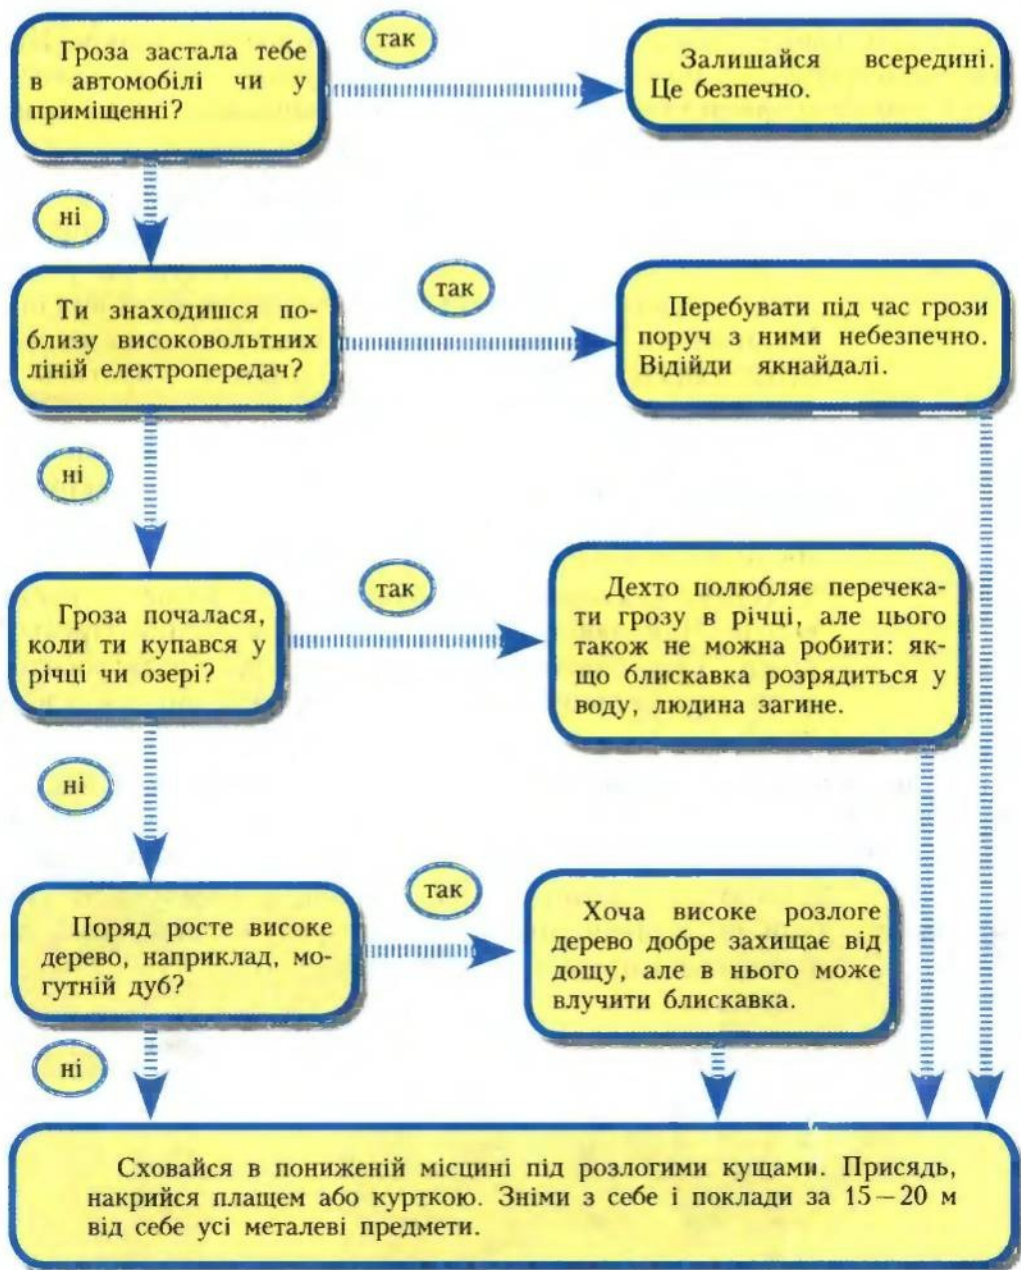 Гроза застала тебе
в автомобілі чи у
приміщенні?
так
Залишайся всередині.
Це безпечно.
ні
Ти знаходишся по-
близу високовольтних
ліній електропередач?
так
Перебувати під час грози
поруч з ними небезпечно.
Відійди якнайдалі.
ні
Гроза почалася,
коли ти купався у
річці чи озері?
так
Дехто полюбляє перечека-
ти грозу в річці, але цього
також не можна робити: як-
що блискавка розрядиться у
воду, людина загине.
ні
Поряд росте високе
дерево, наприклад, мо-
гутній дуб?
так
Хоча високе розлоге
дерево добре захищає від
дощу, але в нього може
влучити блискавка.
ні
Сховайся в пониженій місцині під розлогими кущами. Присядь,
накрийся плащем або курткою. Зніми з себе і поклади за 15—20 м
від себе усі металеві предмети.